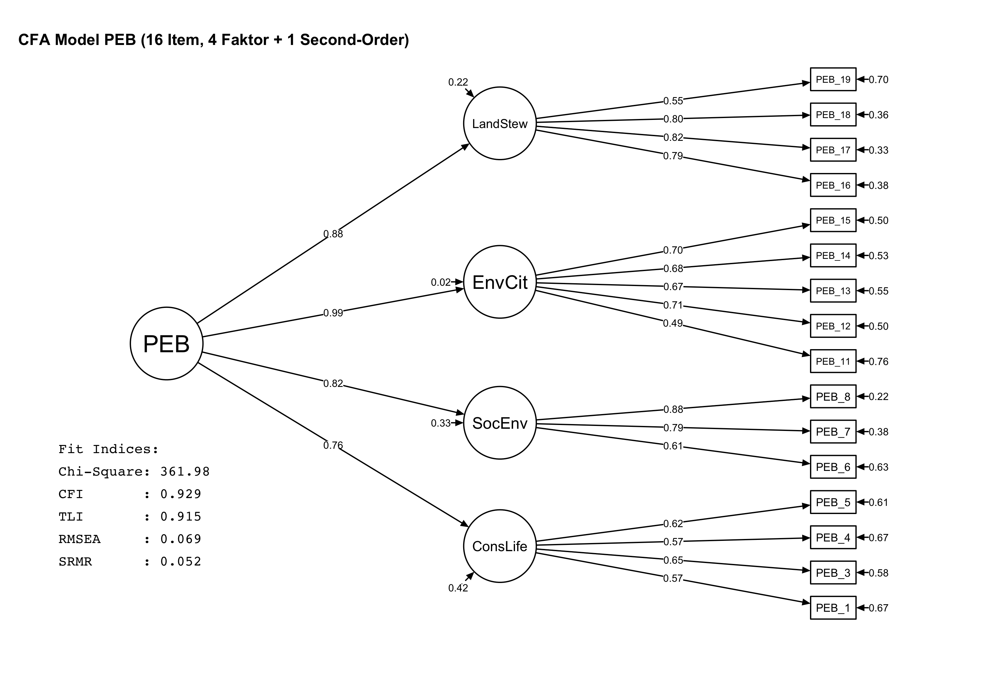 CFA Model PEB (16 Item, 4 Faktor + 1 Second-Order)
0.22
LandStew
0.55
0.80
0.82
0.79
PEB_19
0.70
PEB_18
0.36
PEB_17
0.33
PEB_16
0.38
0.88
0.02
EnvCit
0.70
0.68
0.67
0.71
0.49
PEB_15
0.50
PEB_14
0.53
PEB_13
0.55
PEB_12
0.50
PEB_11
0.76
0.99
PEB
0.82
0.33
SocEnv
0.88
0.79
0.61
PEB_8
0.22
PEB_7
0.38
PEB_6
0.63
0.76
ConsLife
0.42
0.62
0.57
0.65
0.57
PEB_5
0.61
PEB_4
0.67
PEB_3
0.58
PEB_1
0.67
Fit Indices:
Chi-Square: 361.98
CFI : 0.929
TLI : 0.915
RMSEA : 0.069
SRMR : 0.052